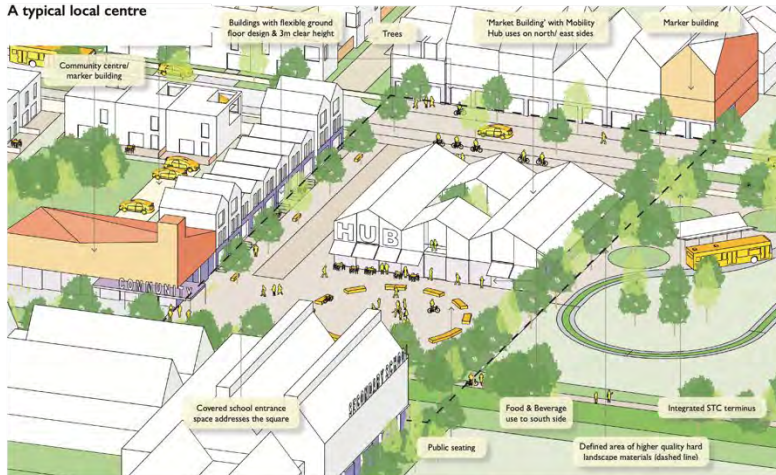 A typical local centre
Buildings with flexible ground
floor design & 3m clear height
Trees
'Market Building' with Mobility
Hub uses on north/ east sides
Marker building
Community centre/
marker building
HUB
COMMUNITY
SECONDARY SCHOOL
Covered school entrance
space addresses the square
Public seating
Food & Beverage
use to south side
Defined area of higher quality hard
landscape materials (dashed line)
Integrated STC terminus